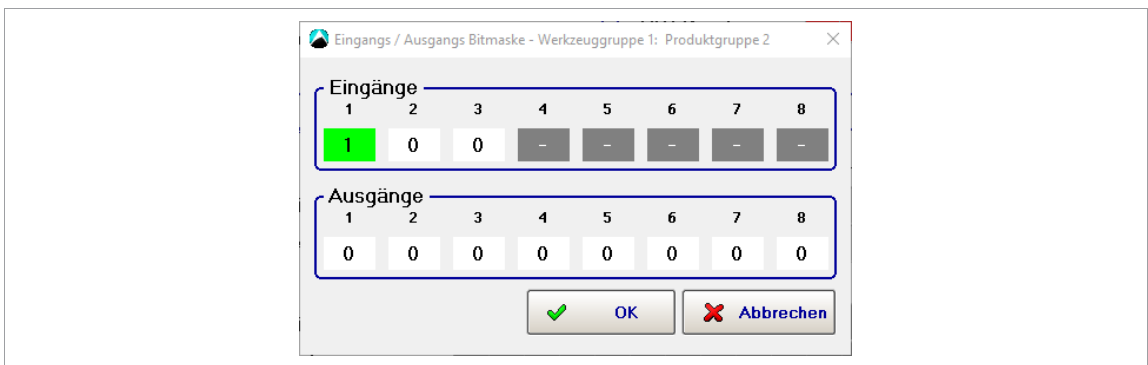 Eingangs / Ausgangs Bitmaske - Werkzeuggruppe 1: Produktgruppe 2
Eingänge
1 2 3 4 5 6 7 8
1 0 0 - - - - -
Ausgänge
1 2 3 4 5 6 7 8
0 0 0 0 0 0 0 0
OK Abbrechen